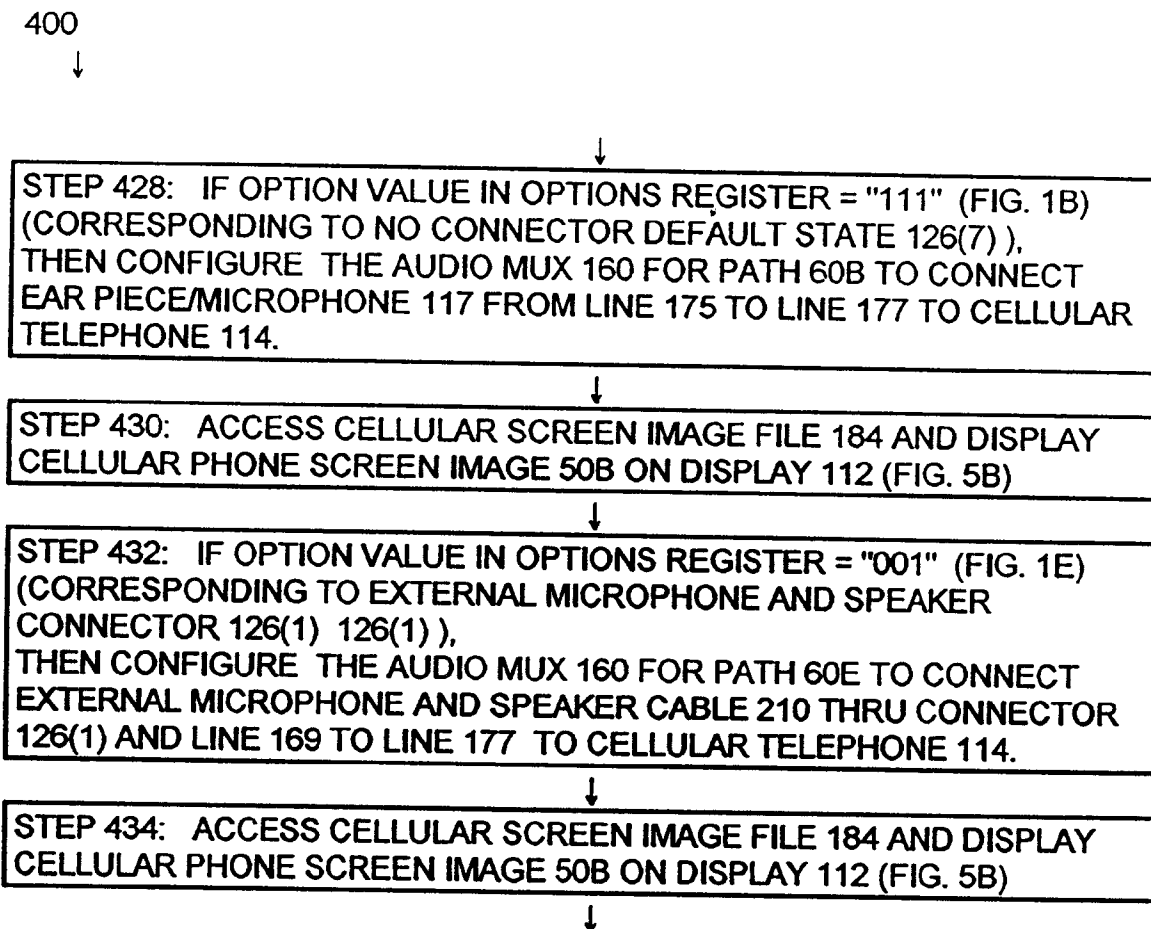 400
STEP 428: IF OPTION VALUE IN OPTIONS REGISTER = "111" (FIG. 1B)
(CORRESPONDING TO NO CONNECTOR DEFAULT STATE 126(7) ),
THEN CONFIGURE THE AUDIO MUX 160 FOR PATH 60B TO CONNECT
EAR PIECE/MICROPHONE 117 FROM LINE 175 TO LINE 177 TO CELLULAR
TELEPHONE 114.
STEP 430: ACCESS CELLULAR SCREEN IMAGE FILE 184 AND DISPLAY
CELLULAR PHONE SCREEN IMAGE 50B ON DISPLAY 112 (FIG. 5B)
STEP 432: IF OPTION VALUE IN OPTIONS REGISTER = "001" (FIG. 1E)
(CORRESPONDING TO EXTERNAL MICROPHONE AND SPEAKER
CONNECTOR 126(1) 126(1) ),
THEN CONFIGURE THE AUDIO MUX 160 FOR PATH 60E TO CONNECT
EXTERNAL MICROPHONE AND SPEAKER CABLE 210 THRU CONNECTOR
126(1) AND LINE 169 TO LINE 177 TO CELLULAR TELEPHONE 114.
STEP 434: ACCESS CELLULAR SCREEN IMAGE FILE 184 AND DISPLAY
CELLULAR PHONE SCREEN IMAGE 50B ON DISPLAY 112 (FIG. 5B)